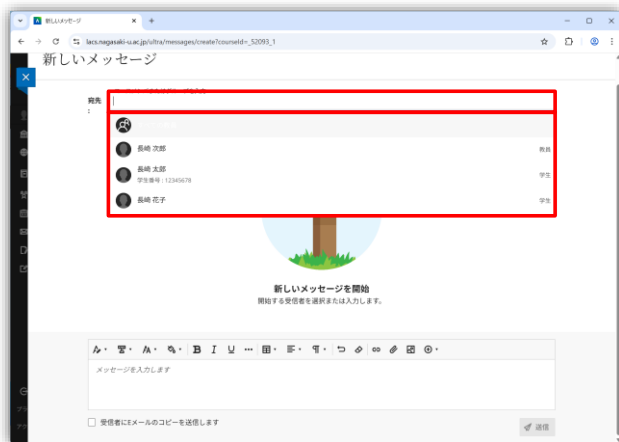 新しいメッセージ
lacs.nagasaki-u.ac.jp/ultra/messages/create?courseId=_52093_1
新しいメッセージ
宛先
:
長崎 次郎
教員
長崎 太郎
学生番号：12345678
学生
長崎 花子
学生
新しいメッセージを開始
開始する受信者を選択または入力します。
B I U
メッセージを入力します
受信者にEメールのコピーを送信します
送信